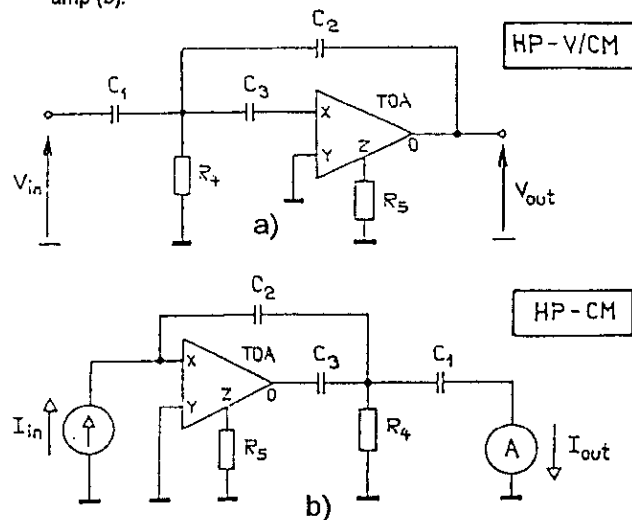 amp (b).
C2
HP-V/CM
C1
C3
TOA
X
Y
Z
O
Vin
R4
R5
Vout
a)
C2
HP-CM
TOA
C3
C1
X
Y
Z
O
Iin
R5
R4
A
Iout
b)